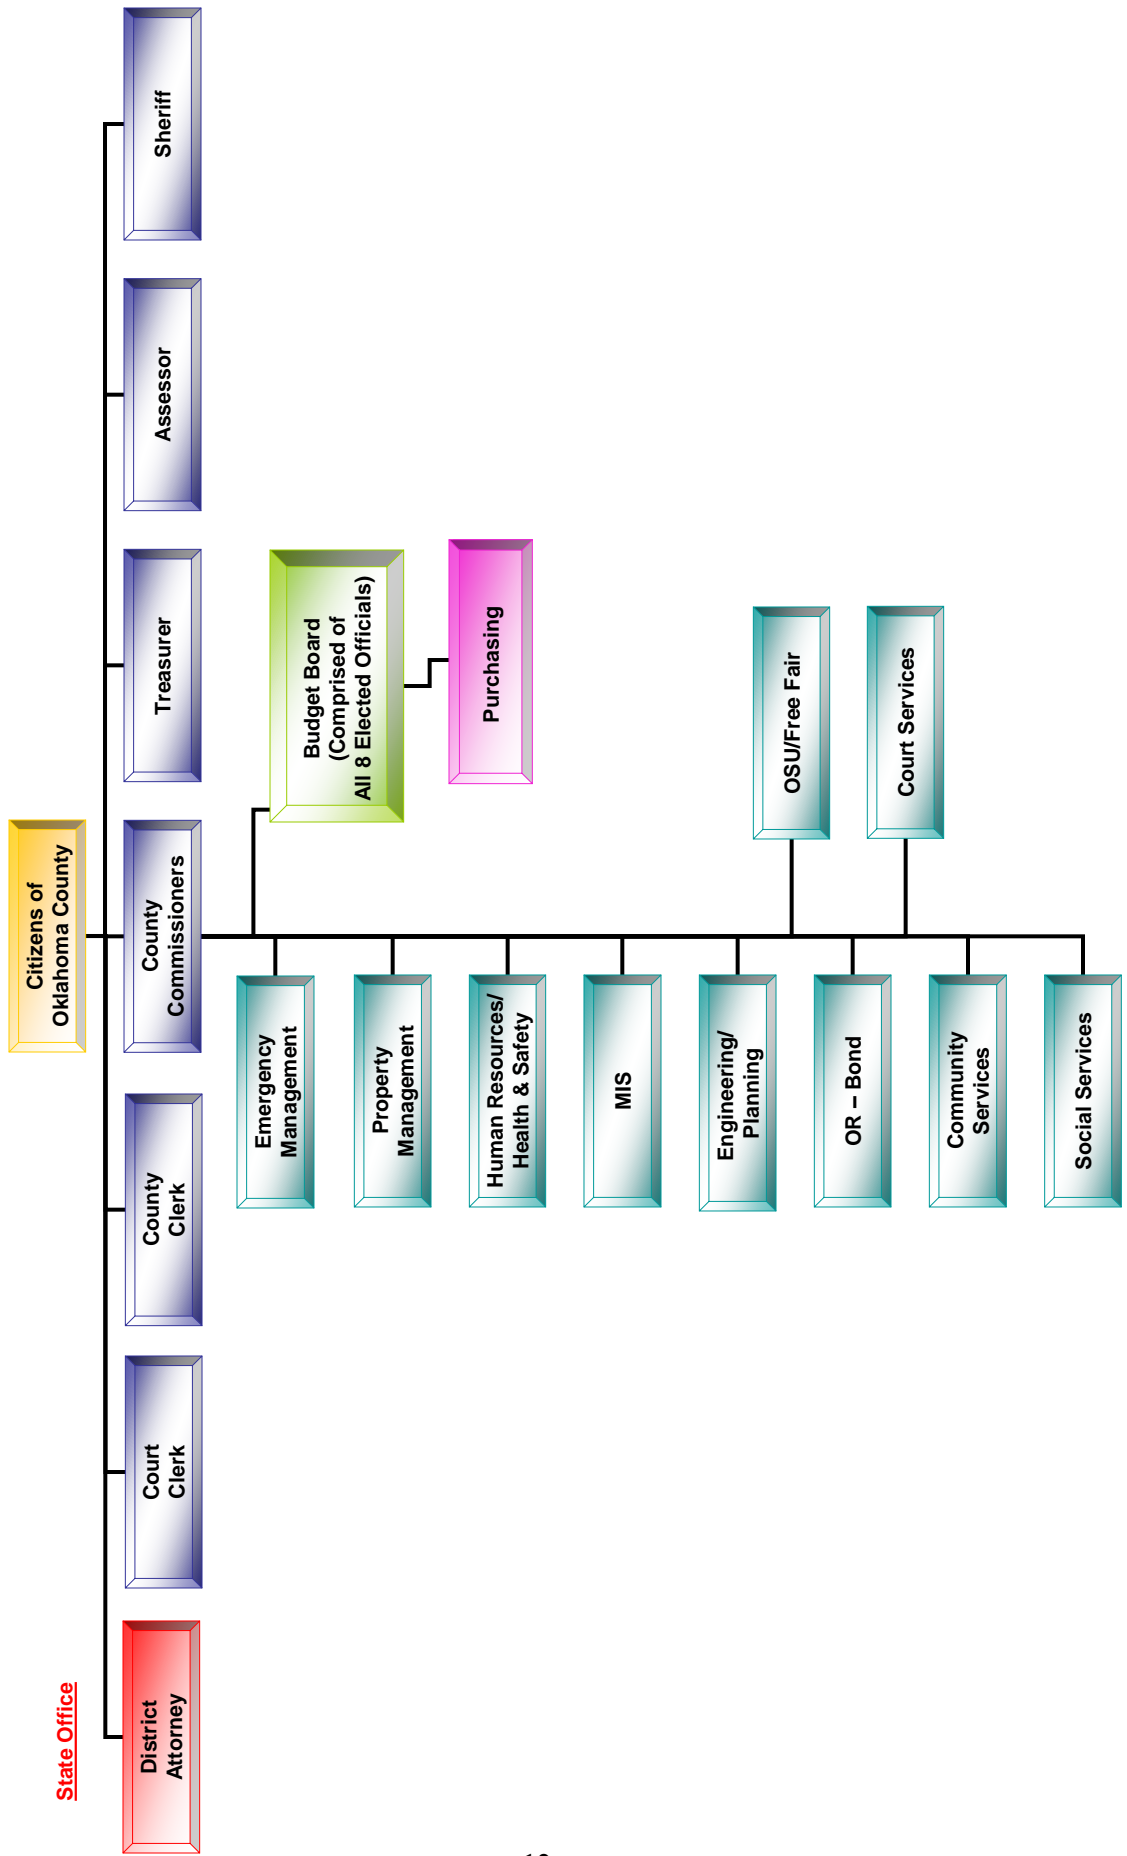 Citizens of
Oklahoma County
State Office
District
Attorney
Court
Clerk
County
Clerk
County
Commissioners
Treasurer
Assessor
Sheriff
Emergency
Management
Budget Board
(Comprised of
All 8 Elected Officials)
Property
Management
Purchasing
Human Resources/
Health & Safety
MIS
Engineering/
Planning
OSU/Free Fair
OR – Bond
Court Services
Community
Services
Social Services